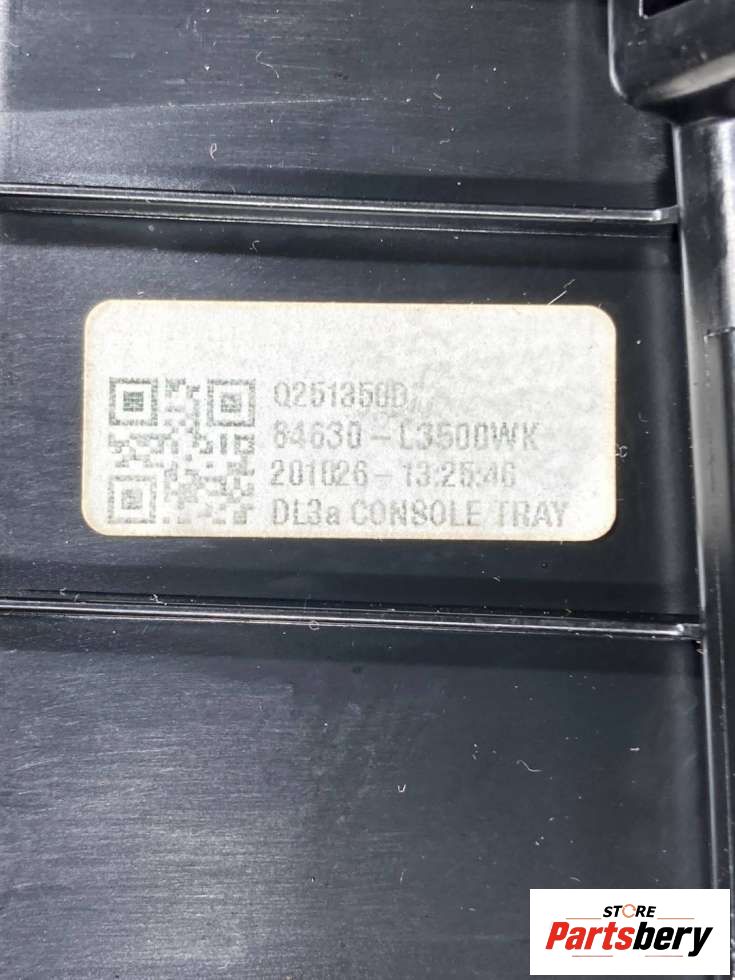 Q251350D
84630-L3500WK
201026-13:25:46
DL3a CONSOLE TRAY
STORE
Partsbery